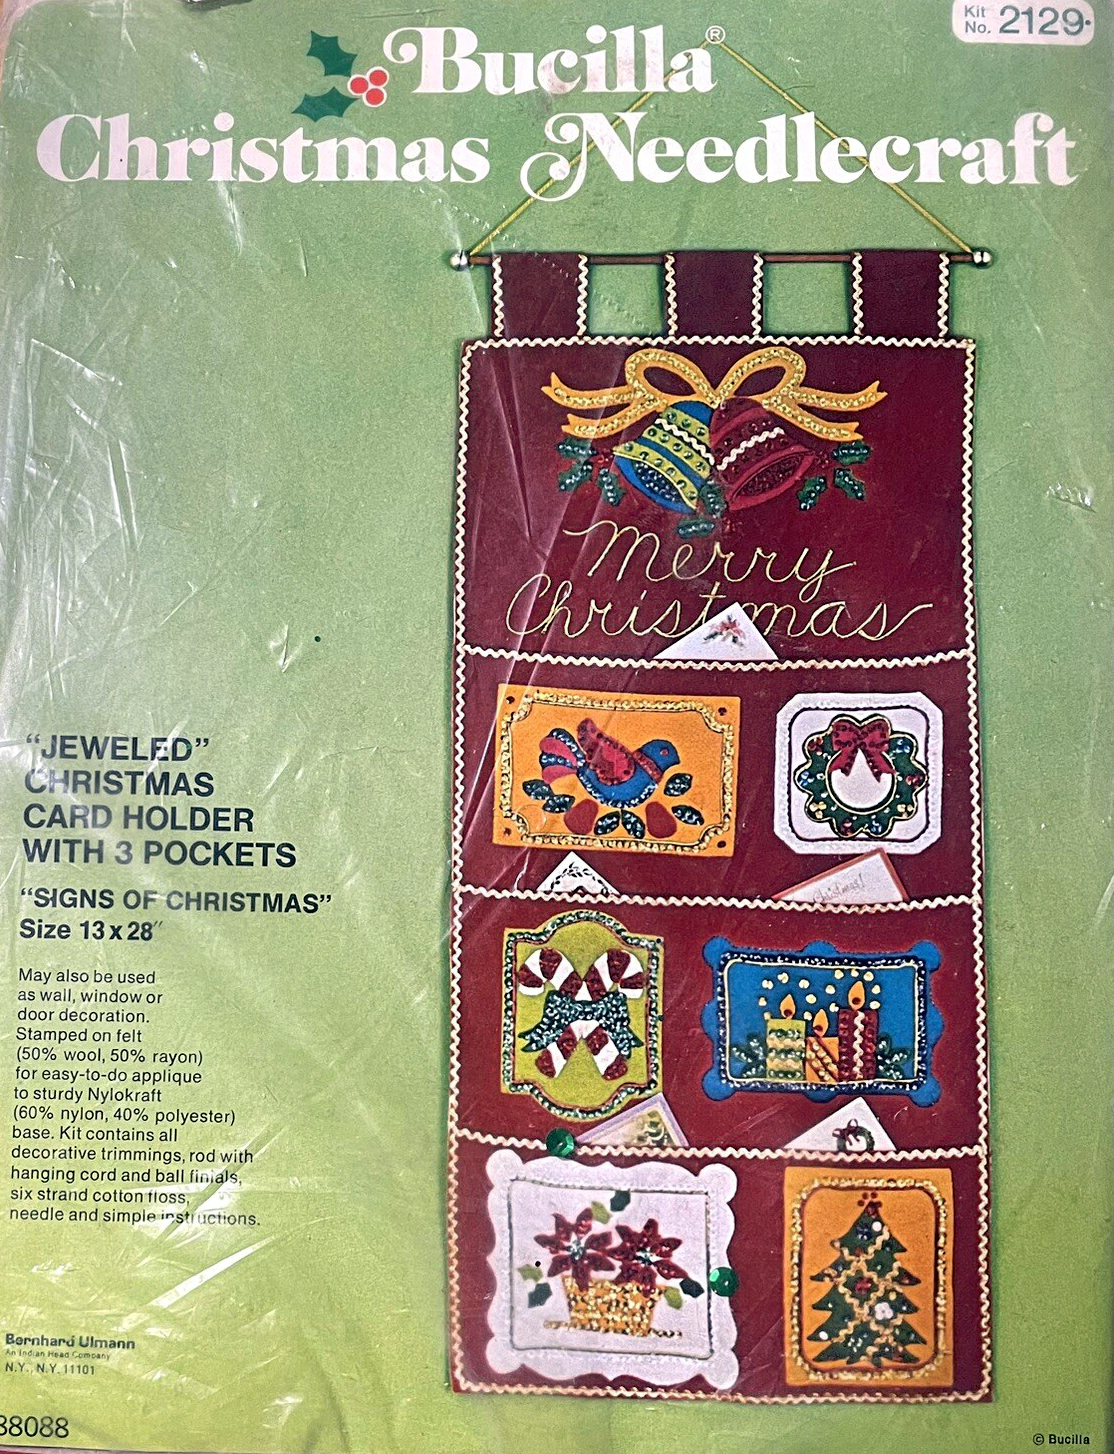 Kit
No. 2129
Bucilla®
Christmas Needlecraft
Merry
Christmas
Christmas!
“JEWELED”
CHRISTMAS
CARD HOLDER
WITH 3 POCKETS
“SIGNS OF CHRISTMAS”
Size 13 x 28″
May also be used
as wall, window or
door decoration.
Stamped on felt
(50% wool, 50% rayon)
for easy-to-do applique
to sturdy Nylokraft
(60% nylon, 40% polyester)
base. Kit contains all
decorative trimmings, rod with
hanging cord and ball finials,
six strand cotton floss,
needle and simple instructions.
Bernhard Ulmann
An Indian Head Company
N.Y., N.Y. 11101
88088
© Bucilla